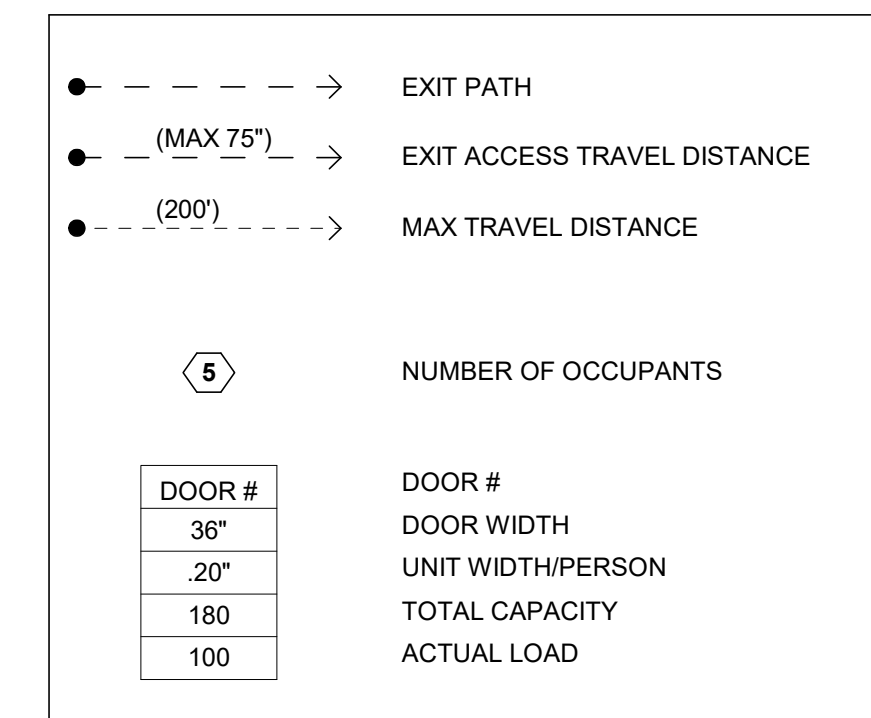 EXIT PATH
(MAX 75") EXIT ACCESS TRAVEL DISTANCE
(200') MAX TRAVEL DISTANCE
5 NUMBER OF OCCUPANTS
DOOR # DOOR #
36" DOOR WIDTH
.20" UNIT WIDTH/PERSON
180 TOTAL CAPACITY
100 ACTUAL LOAD